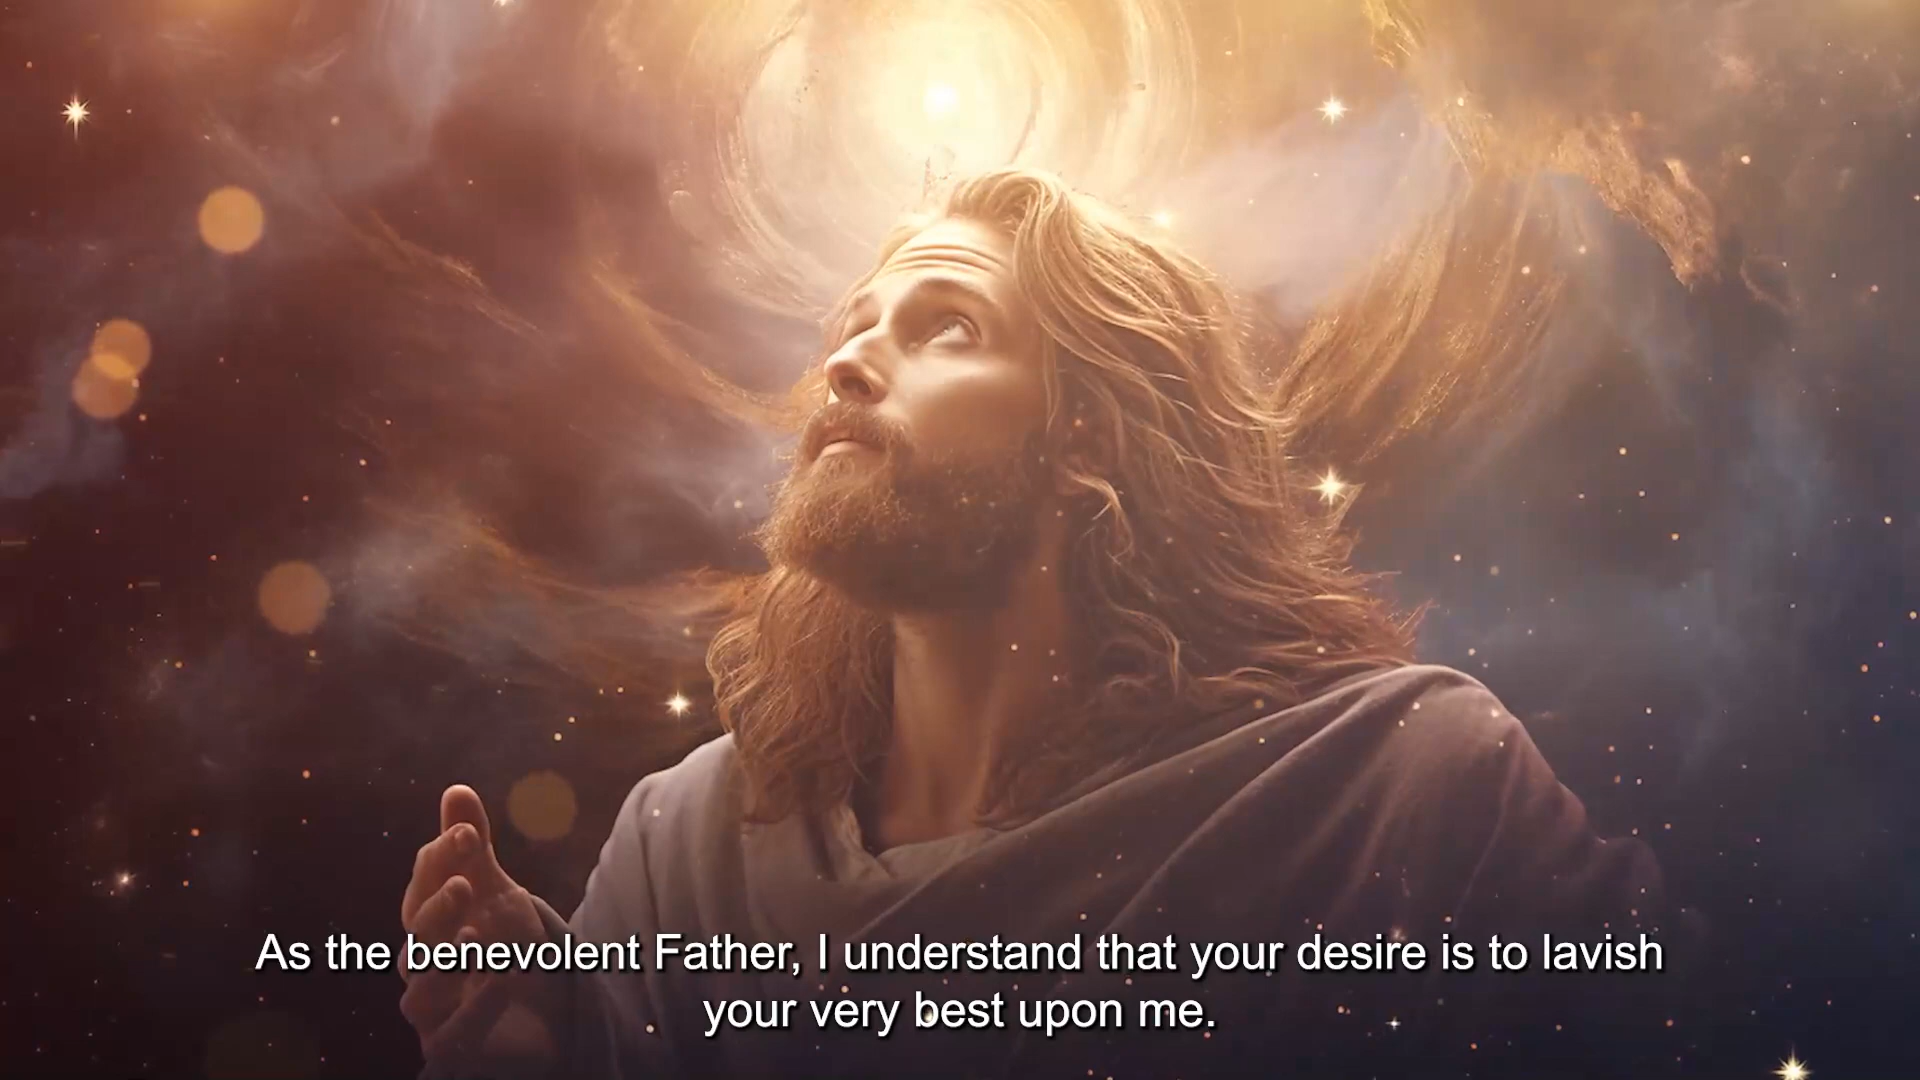 As the benevolent Father, I understand that your desire is to lavish
your very best upon me.